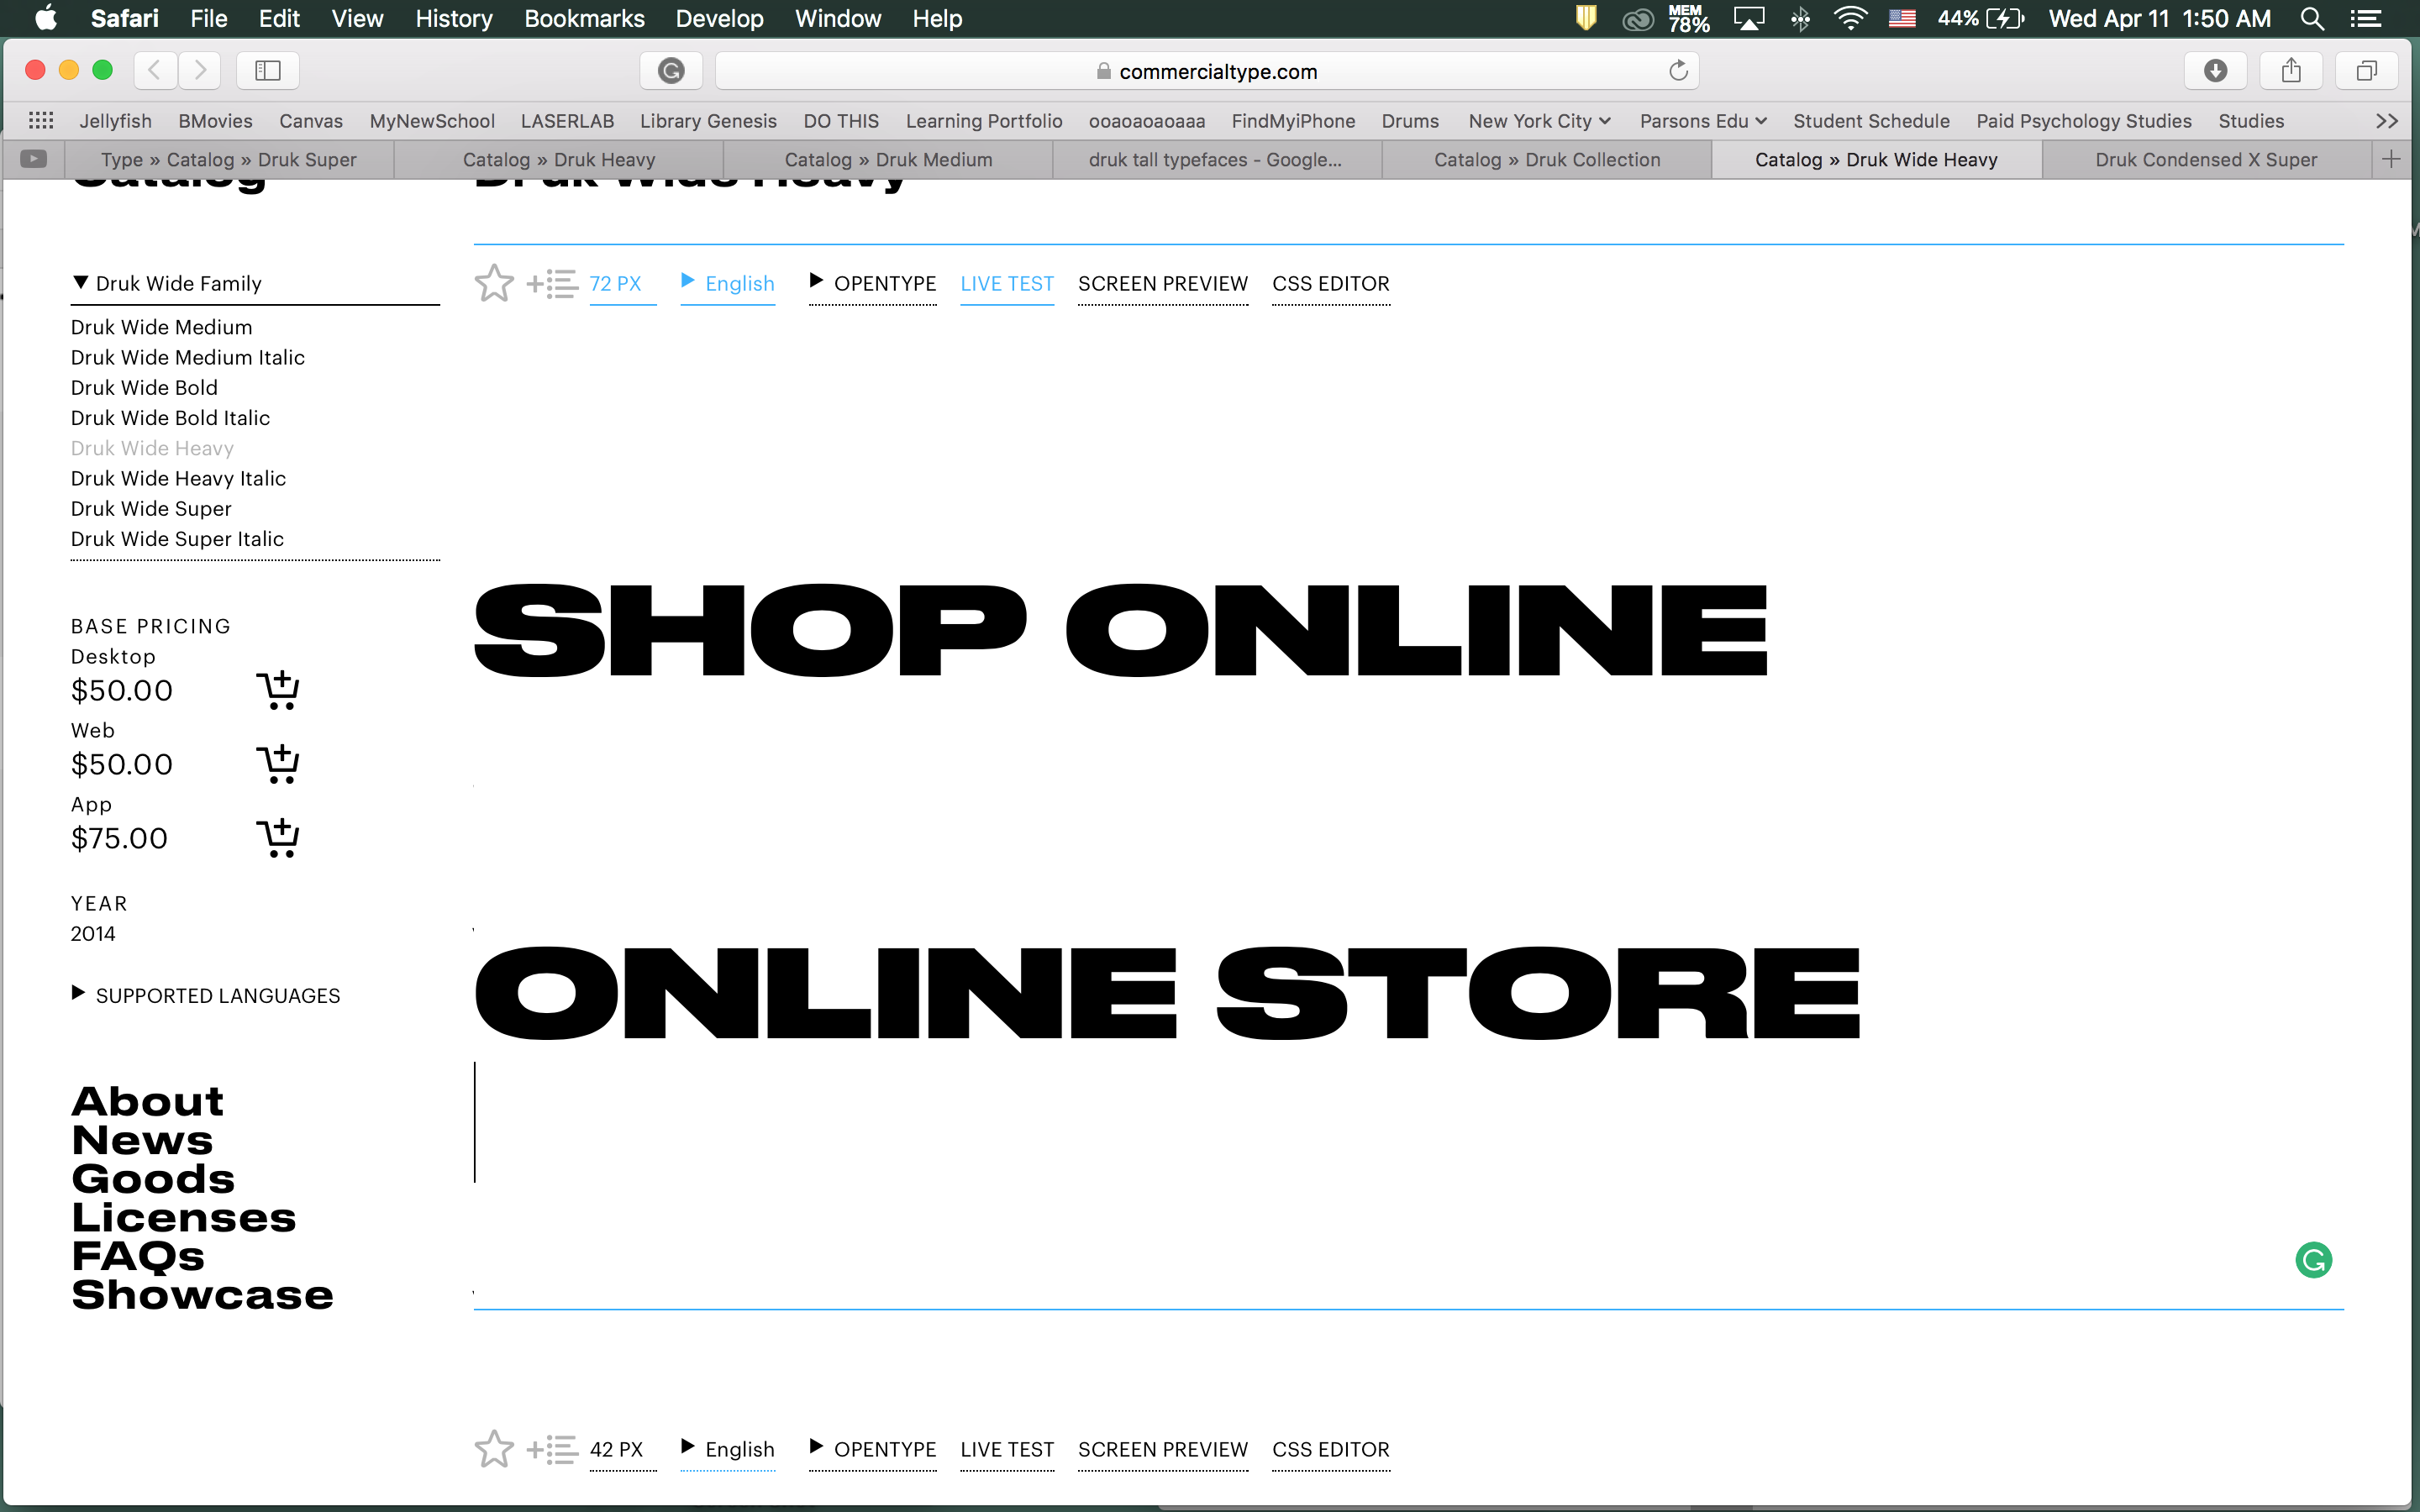 Safari File Edit View History Bookmarks Develop Window Help MEM 78% 44% Wed Apr 11 1:50 AM
commercialtype.com
Jellyfish BMovies Canvas MyNewSchool LASERLAB Library Genesis DO THIS Learning Portfolio ooaoaoaoaaa FindMyiPhone Drums New York City Parsons Edu Student Schedule Paid Psychology Studies Studies
Type » Catalog » Druk Super Catalog » Druk Heavy Catalog » Druk Medium druk tall typefaces - Google... Catalog » Druk Collection Catalog » Druk Wide Heavy Druk Condensed X Super
Catalog Druk Wide Heavy
72 PX English OPENTYPE LIVE TEST SCREEN PREVIEW CSS EDITOR
Druk Wide Family
Druk Wide Medium
Druk Wide Medium Italic
Druk Wide Bold
Druk Wide Bold Italic
Druk Wide Heavy
Druk Wide Heavy Italic
Druk Wide Super
Druk Wide Super Italic
BASE PRICING
Desktop
$50.00
Web
$50.00
App
$75.00
YEAR
2014
SUPPORTED LANGUAGES
About
News
Goods
Licenses
FAQs
Showcase
SHOP ONLINE
ONLINE STORE
42 PX English OPENTYPE LIVE TEST SCREEN PREVIEW CSS EDITOR